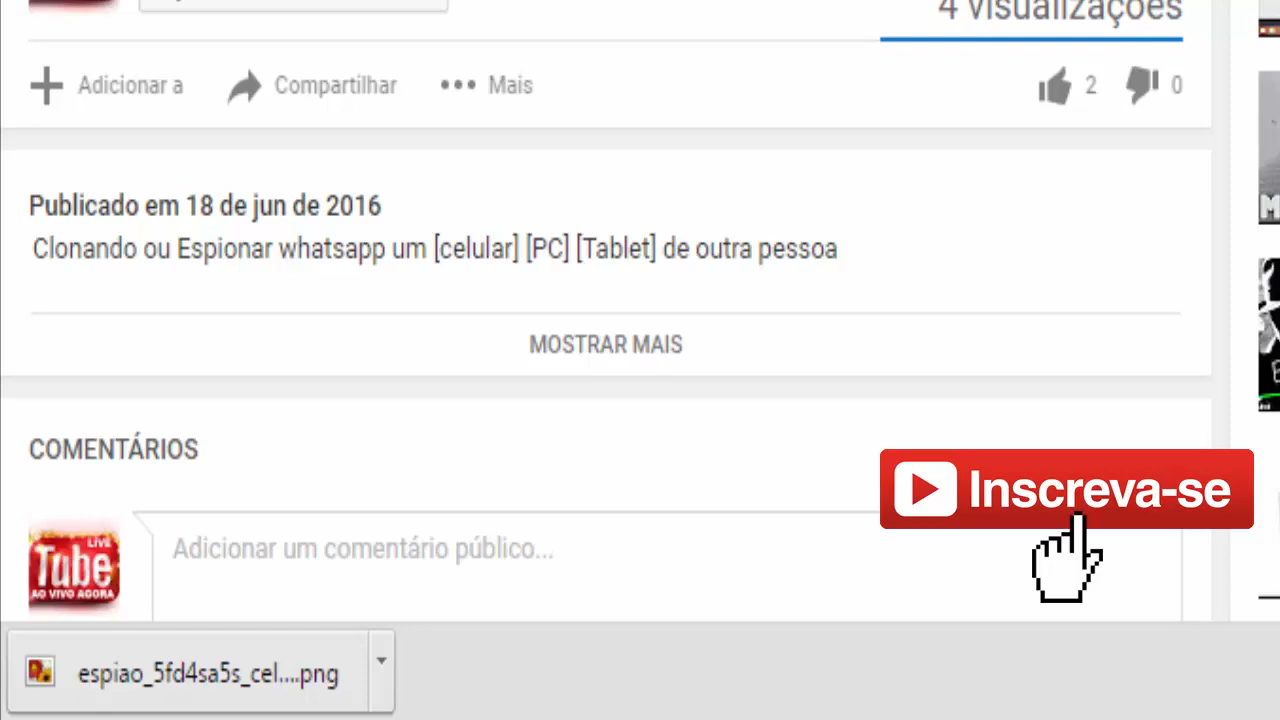 4 visualizações
Adicionar a
Compartilhar
Mais
2
0
Publicado em 18 de jun de 2016
Clonando ou Espionar whatsapp um [celular] [PC] [Tablet] de outra pessoa
MOSTRAR MAIS
COMENTÁRIOS
Inscreva-se
LIVE
Tube
AO VIVO AGORA
Adicionar um comentário público...
espiao_5fd4sa5s_cel....png